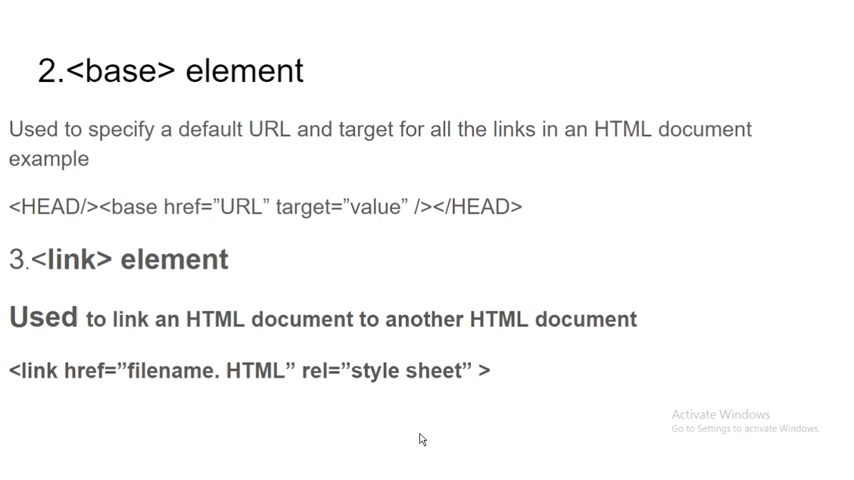 2.<base> element
Used to specify a default URL and target for all the links in an HTML document
example
<HEAD/><base href=”URL” target=”value” /></HEAD>
3.<link> element
Used to link an HTML document to another HTML document
<link href=”filename. HTML” rel=”style sheet” >
Activate Windows
Go to Settings to activate Windows.